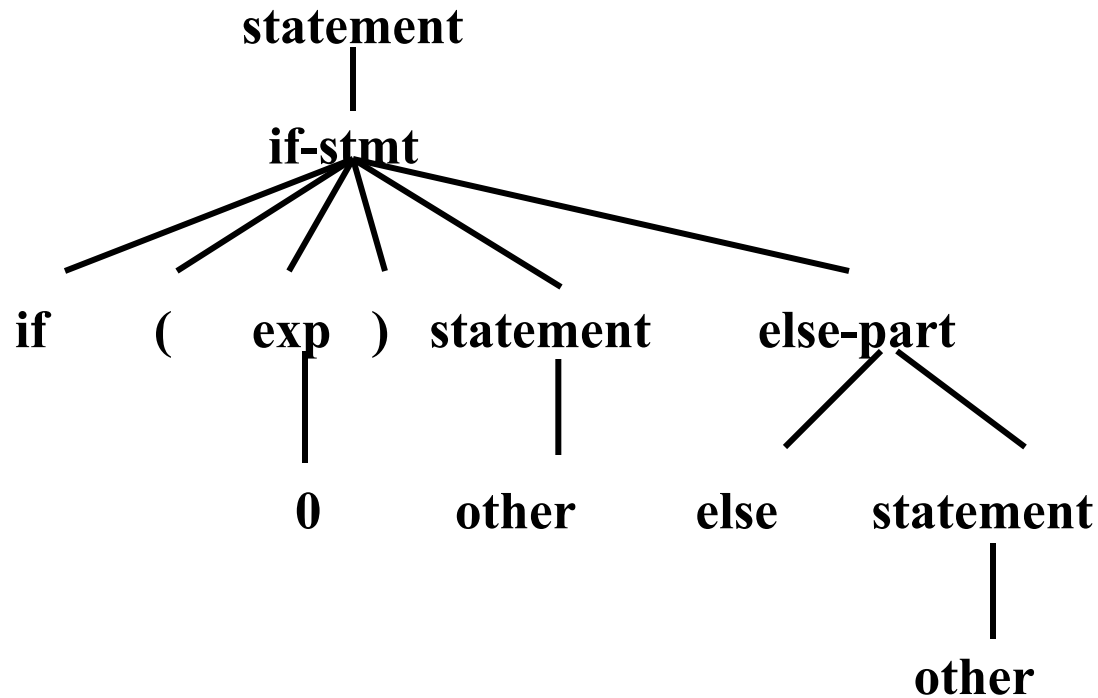 statement
if-stmt
if ( exp ) statement else-part
0 other else statement
other